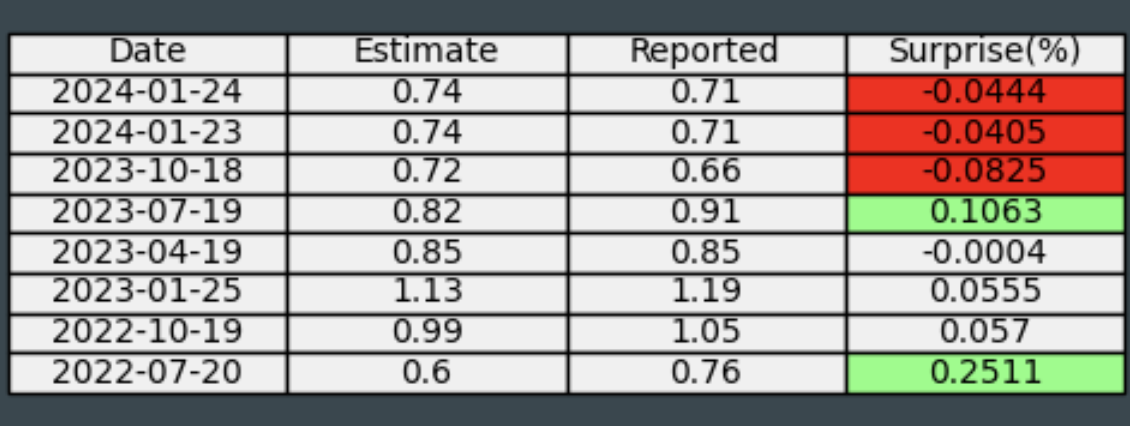 Date Estimate Reported Surprise(%)
2024-01-24 0.74 0.71 -0.0444
2024-01-23 0.74 0.71 -0.0405
2023-10-18 0.72 0.66 -0.0825
2023-07-19 0.82 0.91 0.1063
2023-04-19 0.85 0.85 -0.0004
2023-01-25 1.13 1.19 0.0555
2022-10-19 0.99 1.05 0.057
2022-07-20 0.6 0.76 0.2511